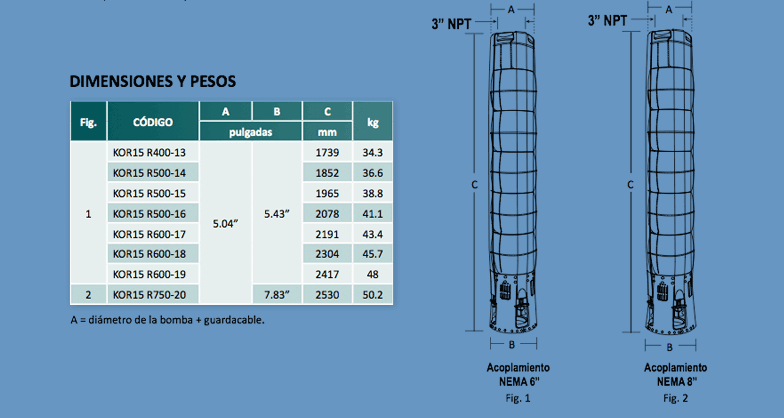 DIMENSIONES Y PESOS
Fig. CÓDIGO A B C kg
pulgadas mm
KOR15 R400-13 1739 34.3
KOR15 R500-14 1852 36.6
KOR15 R500-15 1965 38.8
1 KOR15 R500-16 5.04” 5.43” 2078 41.1
KOR15 R600-17 2191 43.4
KOR15 R600-18 2304 45.7
KOR15 R600-19 2417 48
2 KOR15 R750-20 7.83” 2530 50.2
A = diámetro de la bomba + guardacable.
A
3” NPT
C
B
Acoplamiento
NEMA 6”
Fig. 1
A
3” NPT
C
B
Acoplamiento
NEMA 8”
Fig. 2